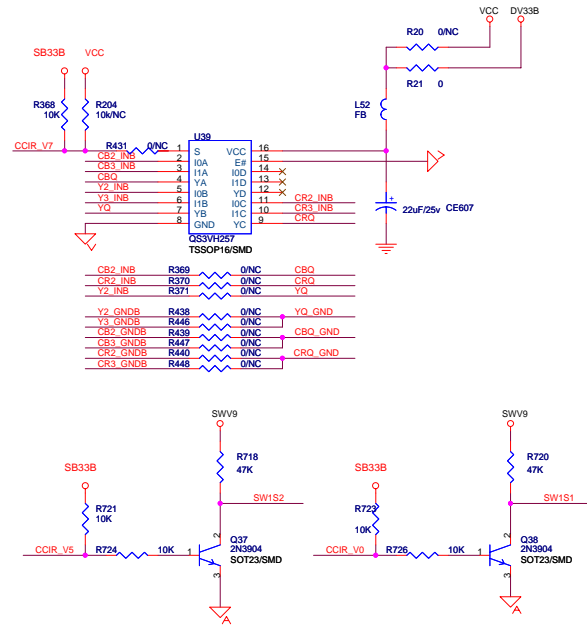 VCC DV33B
R20 0/NC
R21 0
SB33B VCC
L52
FB
R368
10K
R204
10k/NC
U39
CCIR_V7 R431 0/NC 1 S VCC 16
CB2_INB 2 I0A E# 15
CB3_INB 3 I1A I0D 14
CBQ 4 YA I1D 13
Y2_INB 5 I0B YD 12
Y3_INB 6 I1B I0C 11 CR2_INB
YQ 7 YB I1C 10 CR3_INB
8 GND YC 9 CRQ
QS3VH257
TSSOP16/SMD
+
22uF/25v CE607
CB2_INB R369 0/NC CBQ
CR2_INB R370 0/NC CRQ
Y2_INB R371 0/NC YQ
Y2_GNDB R438 0/NC YQ_GND
Y3_GNDB R446 0/NC
CB2_GNDB R439 0/NC CBQ_GND
CB3_GNDB R447 0/NC
CR2_GNDB R440 0/NC CRQ_GND
CR3_GNDB R448 0/NC
SWV9
R718
47K
SB33B
SW1S2
R721
10K
Q37
2N3904
SOT23/SMD
CCIR_V5 R724 10K 1 2 3
A
SWV9
R720
47K
SB33B
SW1S1
R723
10K
Q38
2N3904
SOT23/SMD
CCIR_V0 R726 10K 1 2 3
A